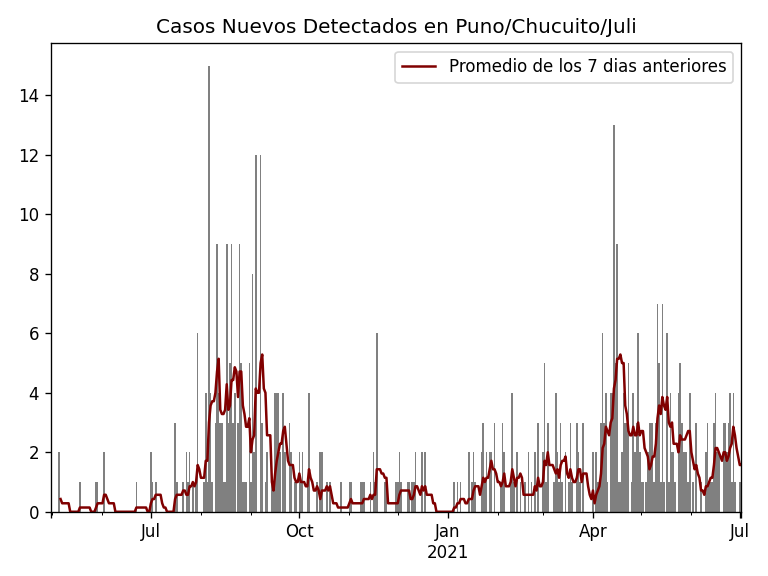 Casos Nuevos Detectados en Puno/Chucuito/Juli
Promedio de los 7 dias anteriores
14
12
10
8
6
4
2
0
Jul
Oct
Jan
2021
Apr
Jul